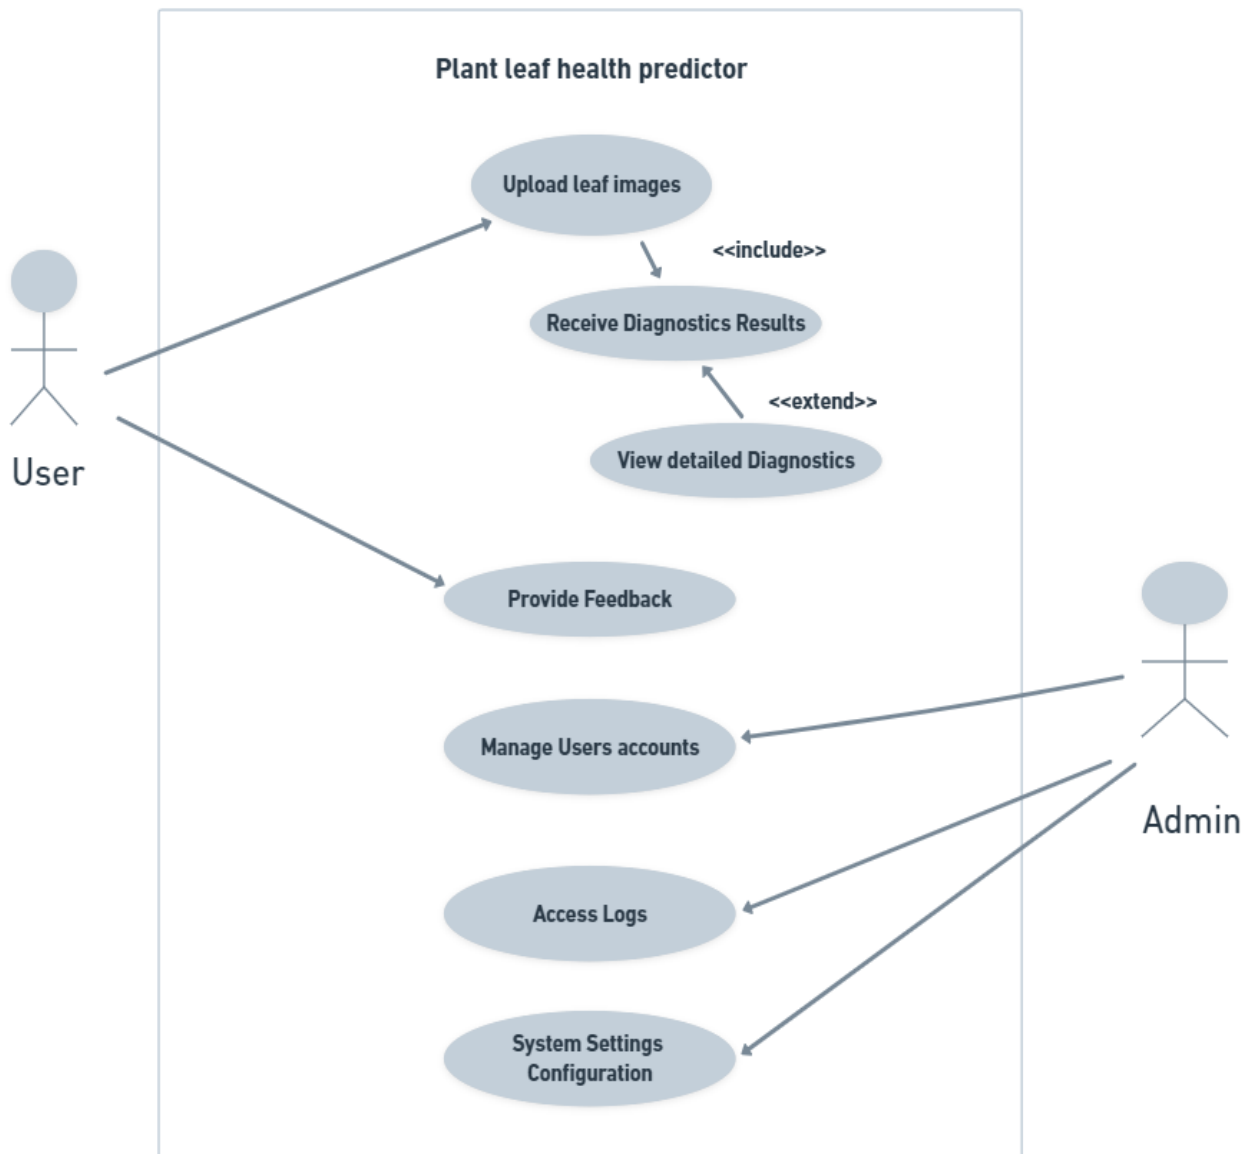 Plant leaf health predictor
Upload leaf images
<<include>>
Receive Diagnostics Results
<<extend>>
View detailed Diagnostics
User
Provide Feedback
Manage Users accounts
Admin
Access Logs
System Settings
Configuration